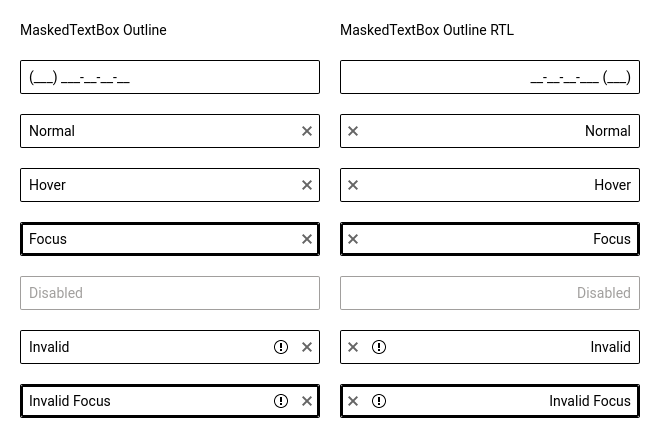 MaskedTextBox Outline
MaskedTextBox Outline RTL
(___) ___-__-__-__
__-__-__-___ (___)
Normal
Normal
Hover
Hover
Focus
Focus
Disabled
Disabled
Invalid
Invalid
Invalid Focus
Invalid Focus